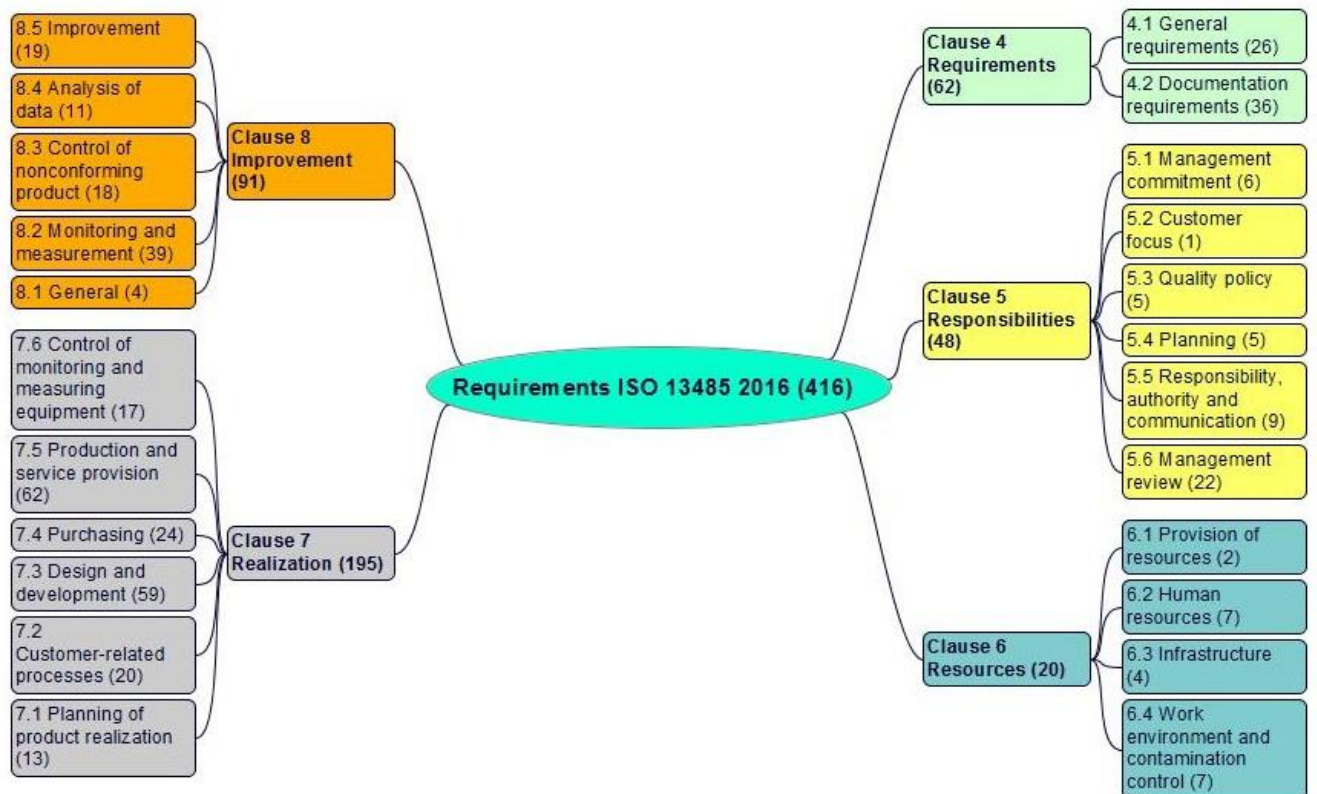 Requirements ISO 13485 2016 (416)
Clause 4
Requirements
(62)
4.1 General
requirements (26)
4.2 Documentation
requirements (36)
Clause 5
Responsibilities
(48)
5.1 Management
commitment (6)
5.2 Customer
focus (1)
5.3 Quality policy
(5)
5.4 Planning (5)
5.5 Responsibility,
authority and
communication (9)
5.6 Management
review (22)
Clause 6
Resources (20)
6.1 Provision of
resources (2)
6.2 Human
resources (7)
6.3 Infrastructure
(4)
6.4 Work
environment and
contamination
control (7)
Clause 7
Realization (195)
7.6 Control of
monitoring and
measuring
equipment (17)
7.5 Production and
service provision
(62)
7.4 Purchasing (24)
7.3 Design and
development (59)
7.2
Customer-related
processes (20)
7.1 Planning of
product realization
(13)
Clause 8
Improvement
(91)
8.5 Improvement
(19)
8.4 Analysis of
data (11)
8.3 Control of
nonconforming
product (18)
8.2 Monitoring and
measurement (39)
8.1 General (4)